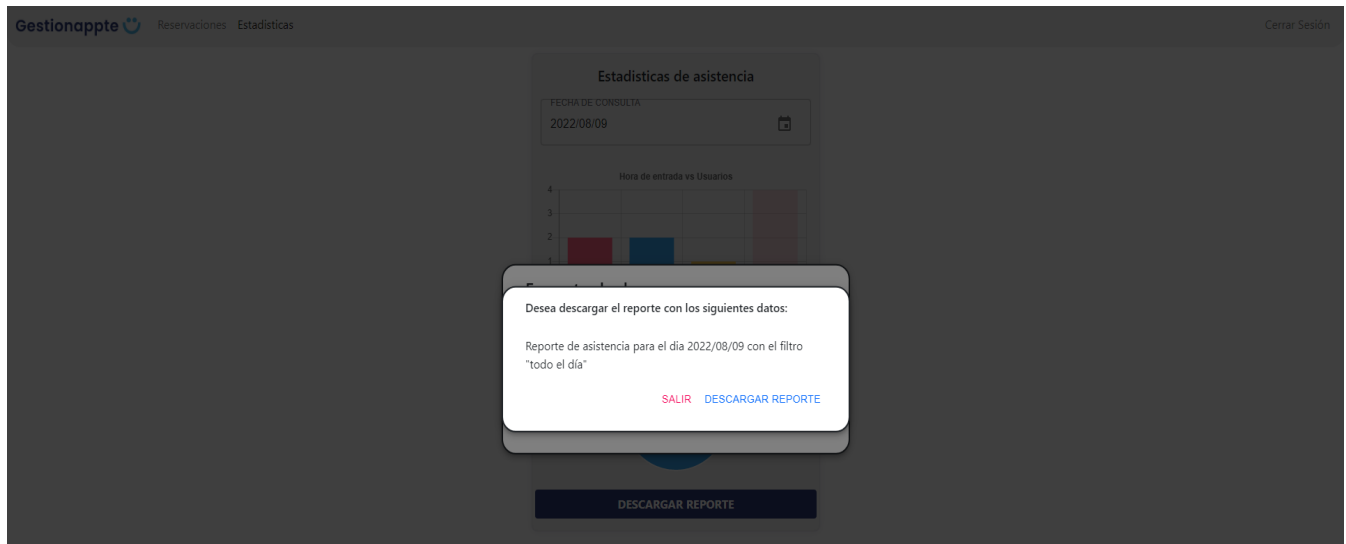 Gestionappte Reservaciones Estadisticas Cerrar Sesión
Estadisticas de asistencia
FECHA DE CONSULTA
2022/08/09
Hora de entrada vs Usuarios
4
3
2
1
Desea descargar el reporte con los siguientes datos:
Reporte de asistencia para el día 2022/08/09 con el filtro
"todo el día"
SALIR DESCARGAR REPORTE
DESCARGAR REPORTE